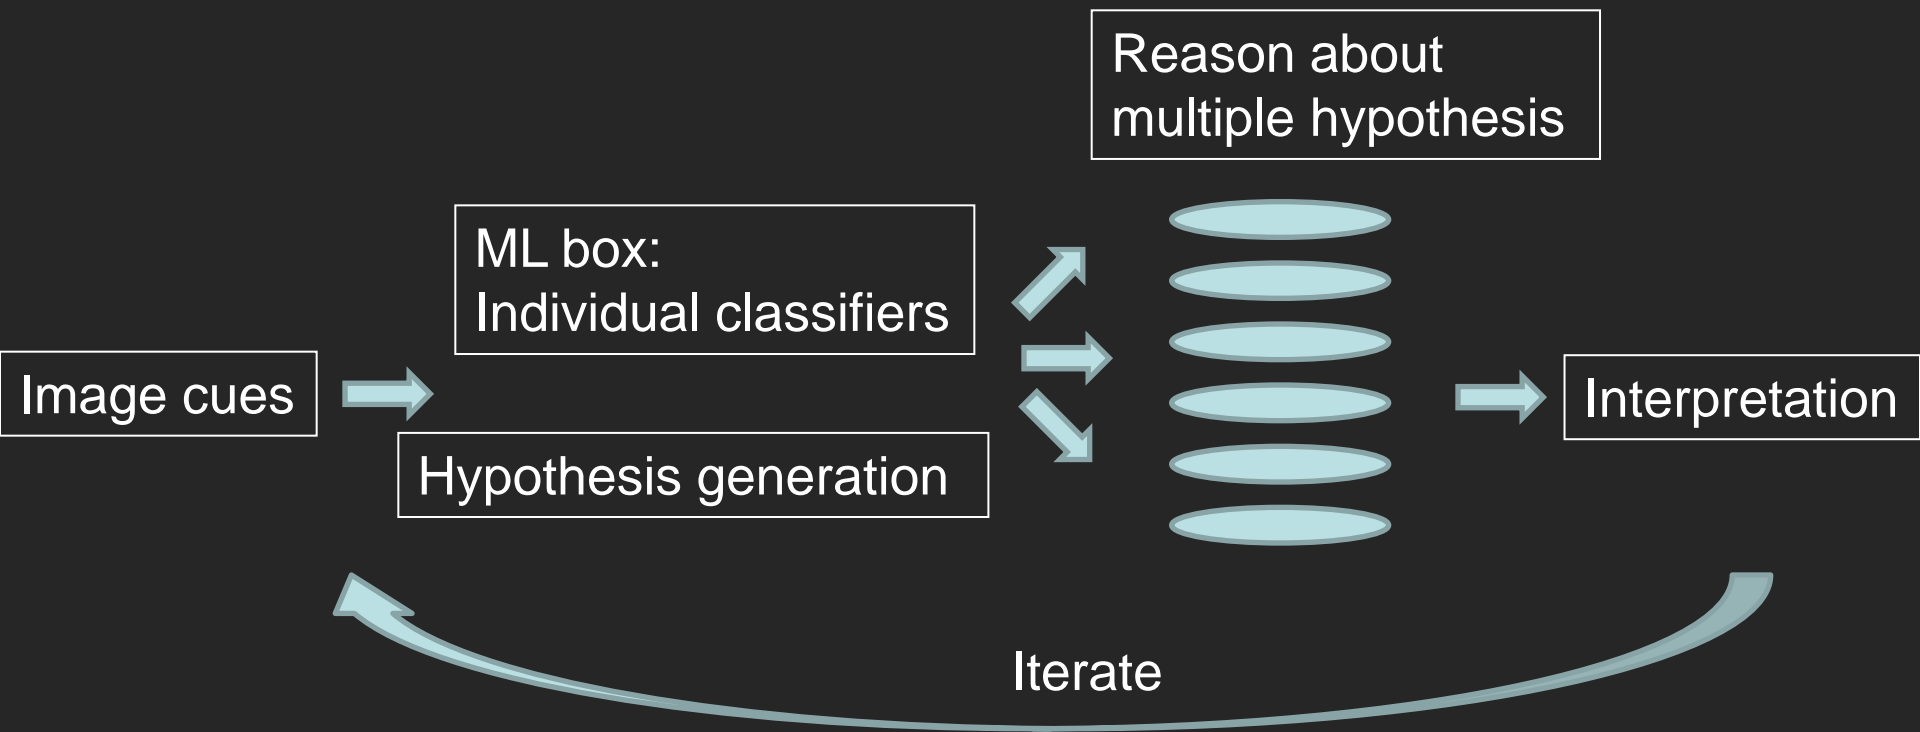 Image cues
ML box:
Individual classifiers
Hypothesis generation
Reason about
multiple hypothesis
Interpretation
Iterate